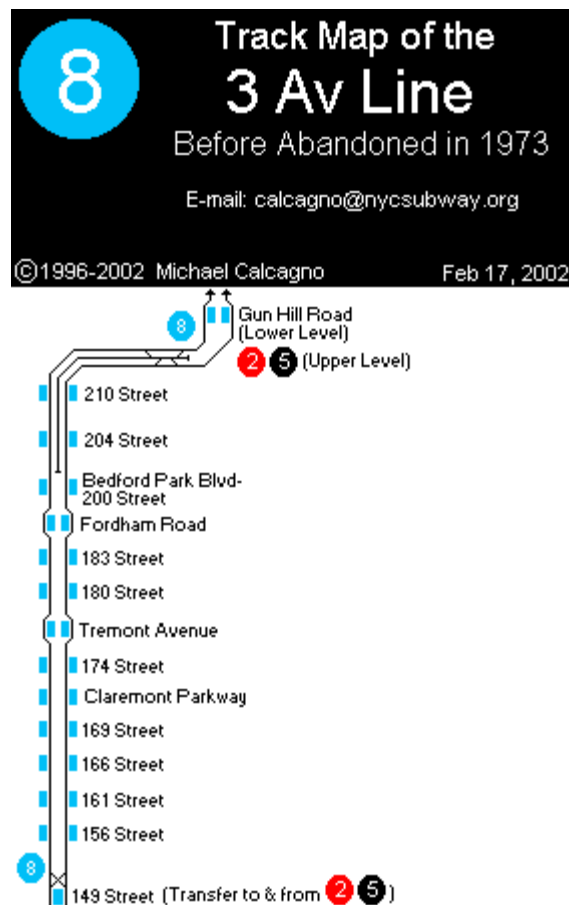 8
Track Map of the
3 Av Line
Before Abandoned in 1973
E-mail: calcagno@nycsubway.org
©1996-2002 Michael Calcagno
Feb 17, 2002
8
Gun Hill Road
(Lower Level)
2 5 (Upper Level)
210 Street
204 Street
Bedford Park Blvd-
200 Street
Fordham Road
183 Street
180 Street
Tremont Avenue
174 Street
Claremont Parkway
169 Street
166 Street
161 Street
156 Street
8
149 Street (Transfer to & from 2 5 )